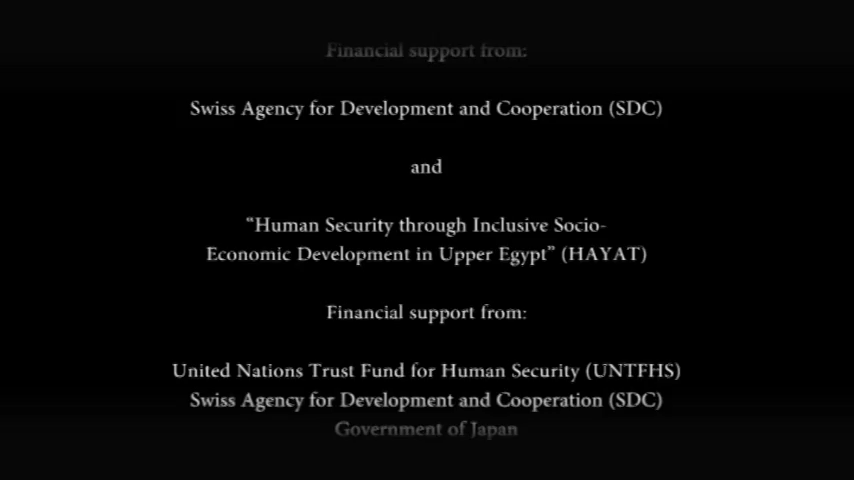 Financial support from:
Swiss Agency for Development and Cooperation (SDC)
and
“Human Security through Inclusive Socio-
Economic Development in Upper Egypt” (HAYAT)
Financial support from:
United Nations Trust Fund for Human Security (UNTFHS)
Swiss Agency for Development and Cooperation (SDC)
Government of Japan